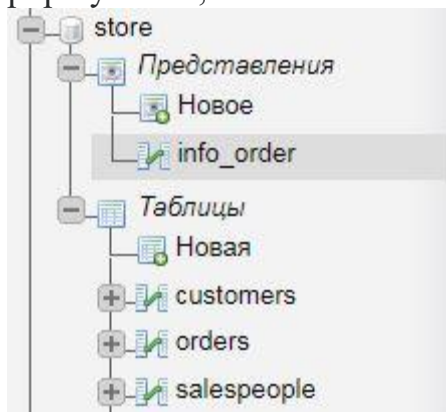 store
Представления
Новое
info_order
Таблицы
Новая
customers
orders
salespeople